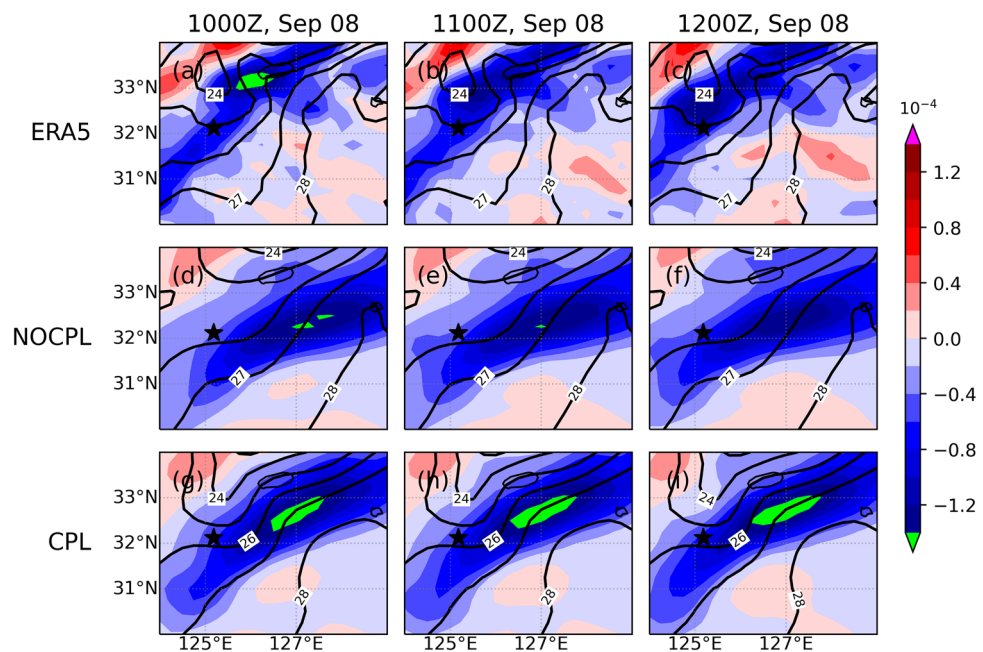 1000Z, Sep 08 1100Z, Sep 08 1200Z, Sep 08
ERA5
(a) (b) (c)
33°N
32°N
31°N
24 24 24
27 28 27 28 27 28
NOCPL
(d) (e) (f)
33°N
32°N
31°N
24 24 24
27 28 27 28 27 28
CPL
(g) (h) (i)
33°N
32°N
31°N
24 24 24
26 26 26
28 28 28
125°E 127°E 125°E 127°E 125°E 127°E
10⁻⁴
1.2
0.8
0.4
0.0
−0.4
−0.8
−1.2